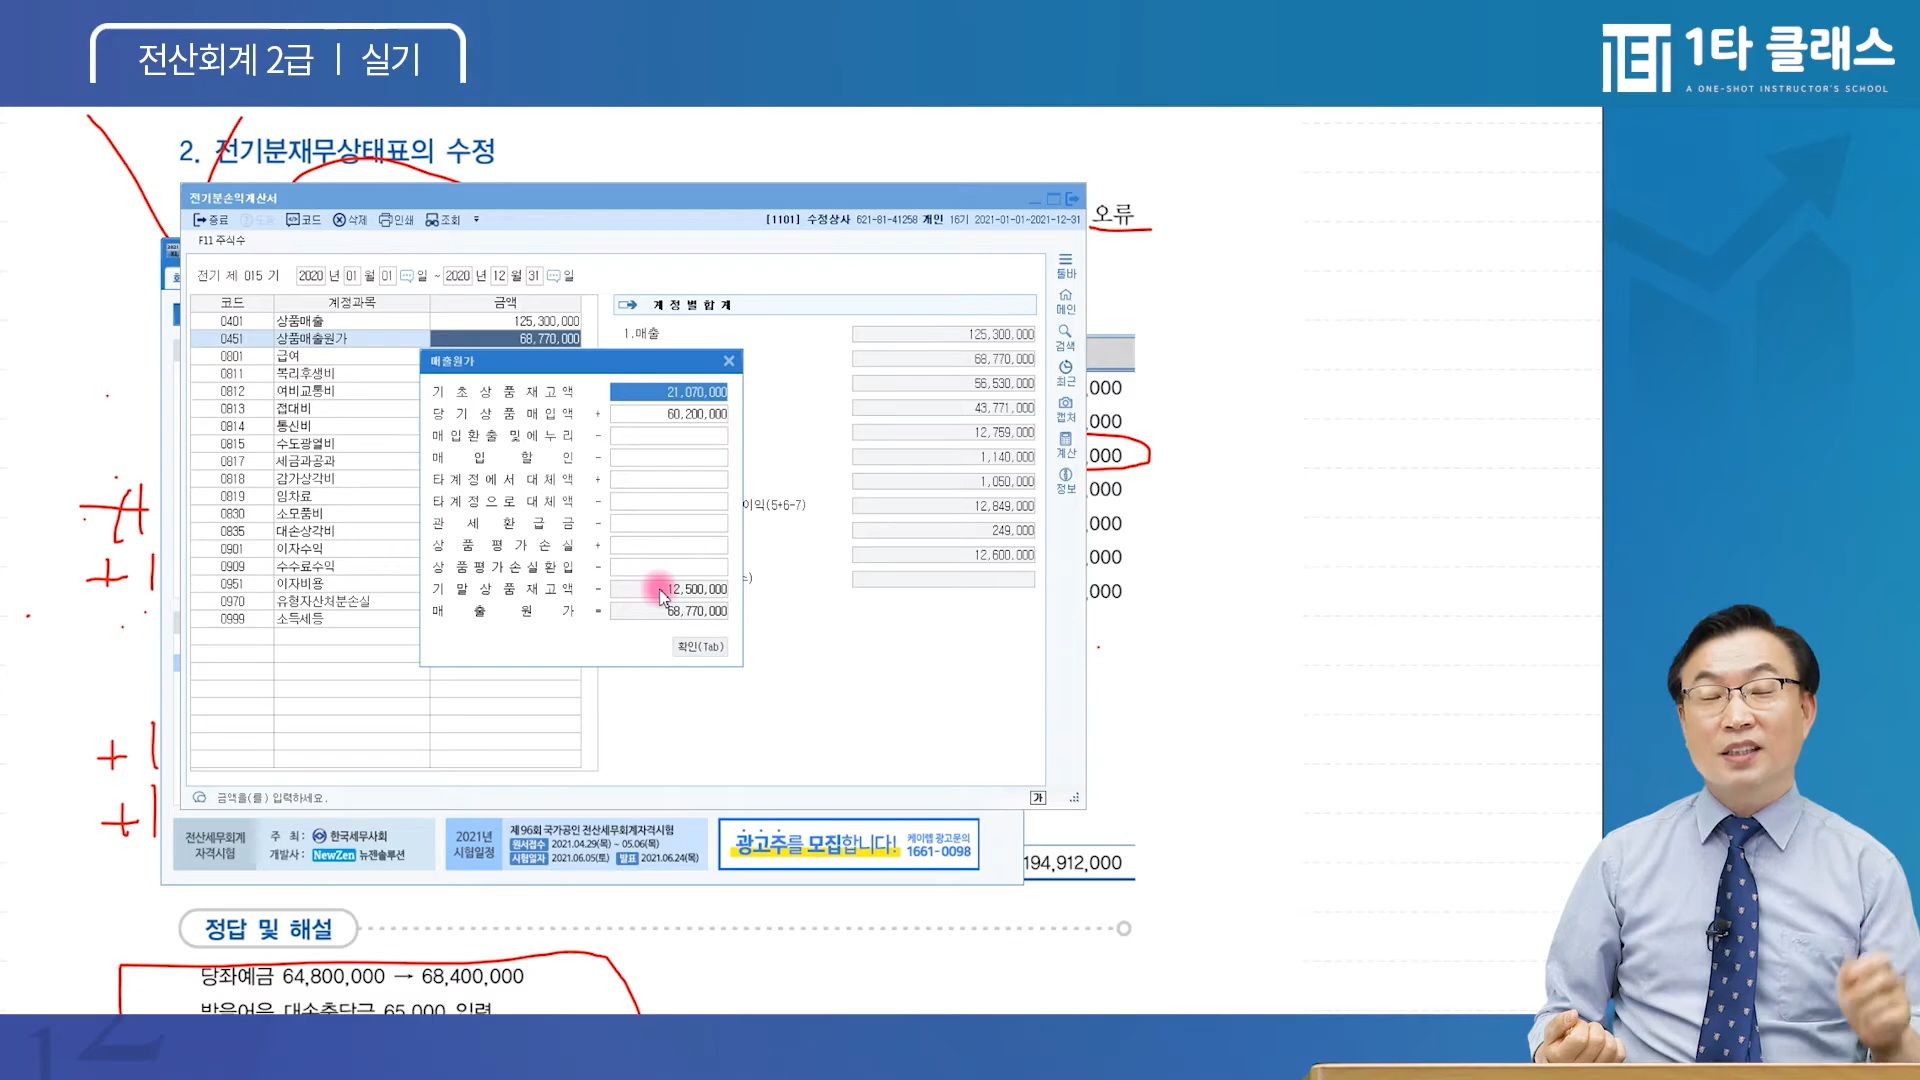 전산회계 2급 | 실기
1타 클래스
A ONE-SHOT INSTRUCTOR'S SCHOOL
2. 전기분재무상태표의 수정
오류
전기분손익계산서
종료 코드 삭제 인쇄 조회
[1101] 수정상사 621-81-41258 개인 16기 2021-01-01~2021-12-31
F11 주식수
전기 제 015 기 2020 년 01 월 01 일 ~ 2020 년 12 월 31 일
코드 계정과목 금액
0401 상품매출 125,300,000
0451 상품매출원가 68,770,000
0801 급여
0811 복리후생비
0812 여비교통비
0813 접대비
0814 통신비
0815 수도광열비
0817 세금과공과
0818 감가상각비
0819 임차료
0830 소모품비
0835 대손상각비
0901 이자수익
0909 수수료수익
0951 이자비용
0970 유형자산처분손실
0999 소득세등
매출원가
기 초 상 품 재 고 액 21,070,000
당 기 상 품 매 입 액 + 60,200,000
매 입 환 출 및 에 누 리 -
매 입 할 인 -
타 계 정 에 서 대 체 액 +
타 계 정 으 로 대 체 액 -
관 세 환 급 금 -
상 품 평 가 손 실 +
상 품 평 가 손 실 환 입 -
기 말 상 품 재 고 액 - 12,500,000
매 출 원 가 = 68,770,000
확인(Tab)
계 정 별 합 계
1.매출 125,300,000
68,770,000
56,530,000
43,771,000
12,759,000
1,140,000
1,050,000
이익(5+6-7) 12,849,000
249,000
12,600,000
툴바
메인
검색
최근
캡처
계산
정보
000
000
000
000
000
000
000
+1
+1
+1
금액을(를) 입력하세요.
가
전산세무회계
자격시험
주 최: 한국세무사회
개발사: NewZen 뉴젠솔루션
2021년
시험일정
제96회 국가공인 전산세무회계자격시험
원서접수 2021.04.29(목) ~ 05.06(목)
시험일자 2021.06.05(토) 발표 2021.06.24(목)
광고주를 모집합니다!
케이렙 광고문의
1661-0098
194,912,000
정답 및 해설
당좌예금 64,800,000 → 68,400,000
받을어음 대손충당금 65,000 입력